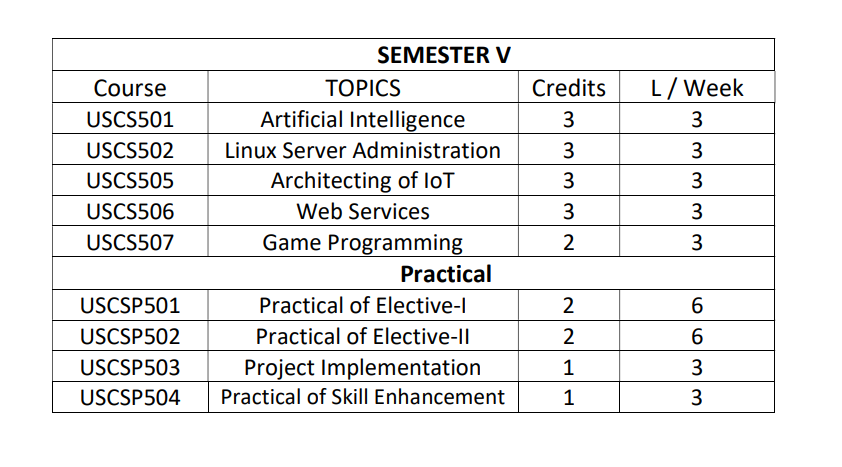 SEMESTER V
Course TOPICS Credits L / Week
USCS501 Artificial Intelligence 3 3
USCS502 Linux Server Administration 3 3
USCS505 Architecting of IoT 3 3
USCS506 Web Services 3 3
USCS507 Game Programming 2 3
Practical
USCSP501 Practical of Elective-I 2 6
USCSP502 Practical of Elective-II 2 6
USCSP503 Project Implementation 1 3
USCSP504 Practical of Skill Enhancement 1 3